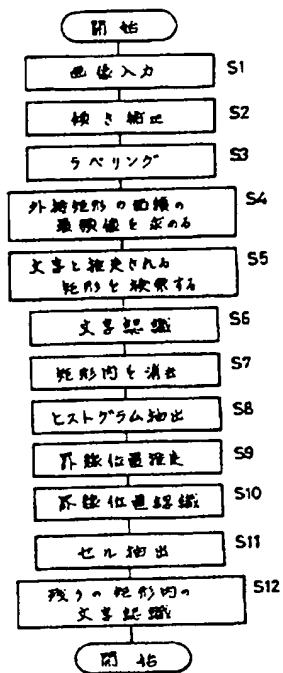 開始
画像入力 S1
傾き補正 S2
ラベリング S3
外接矩形の面積の S4
最頻値を求める
文字と推定される S5
矩形を検索する
文字認識 S6
矩形内を消去 S7
ヒストグラム抽出 S8
罫線位置推定 S9
罫線位置認識 S10
セル抽出 S11
残りの矩形内の S12
文字認識
開始